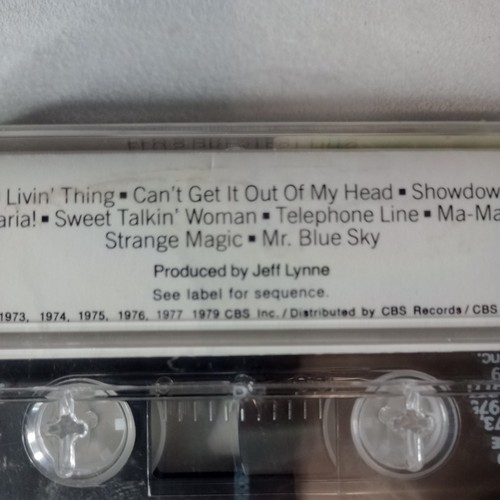 Livin' Thing ▪ Can't Get It Out Of My Head ▪ Showdow
aria! ▪ Sweet Talkin' Woman ▪ Telephone Line ▪ Ma-Ma
Strange Magic ▪ Mr. Blue Sky
Produced by Jeff Lynne
See label for sequence.
1973, 1974, 1975, 1976, 1977 1979 CBS Inc./Distributed by CBS Records/CBS